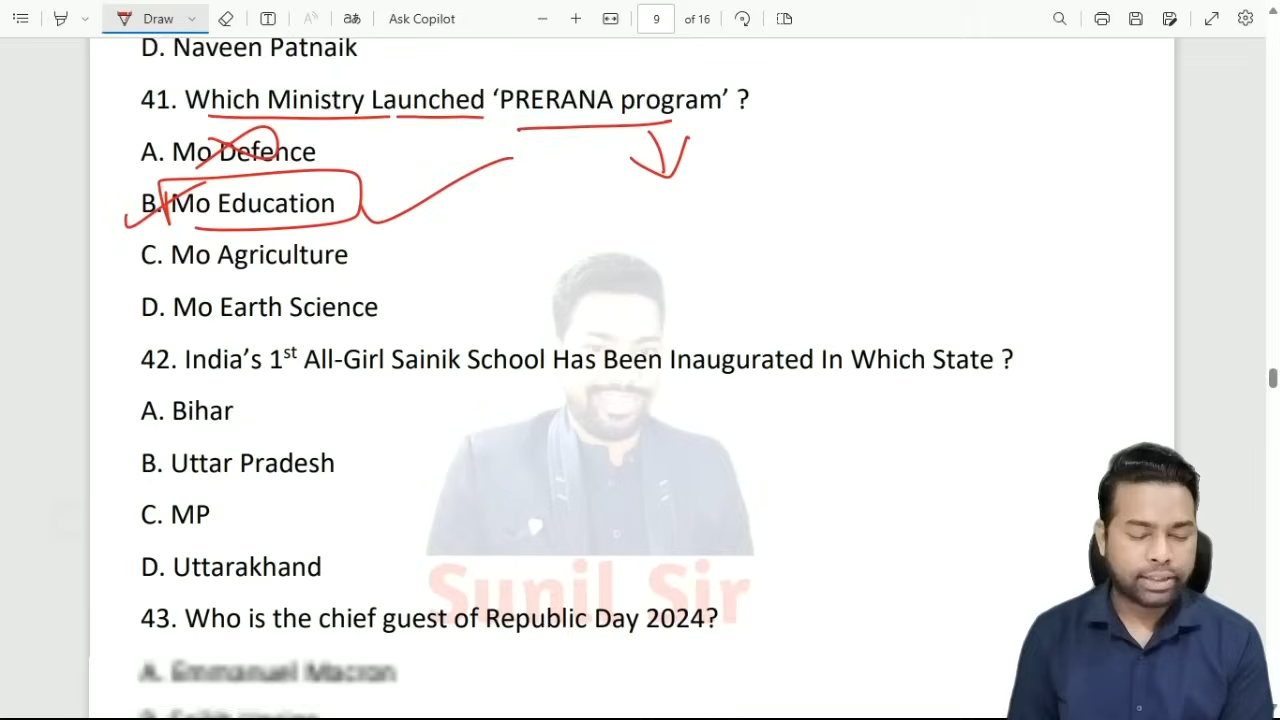 Draw
Ask Copilot
9 of 16
D. Naveen Patnaik
41. Which Ministry Launched ‘PRERANA program’ ?
A. Mo Defence
B. Mo Education
C. Mo Agriculture
D. Mo Earth Science
42. India’s 1st All-Girl Sainik School Has Been Inaugurated In Which State ?
A. Bihar
B. Uttar Pradesh
C. MP
D. Uttarakhand
Sunil Sir
43. Who is the chief guest of Republic Day 2024?
A. Emmanuel Macron